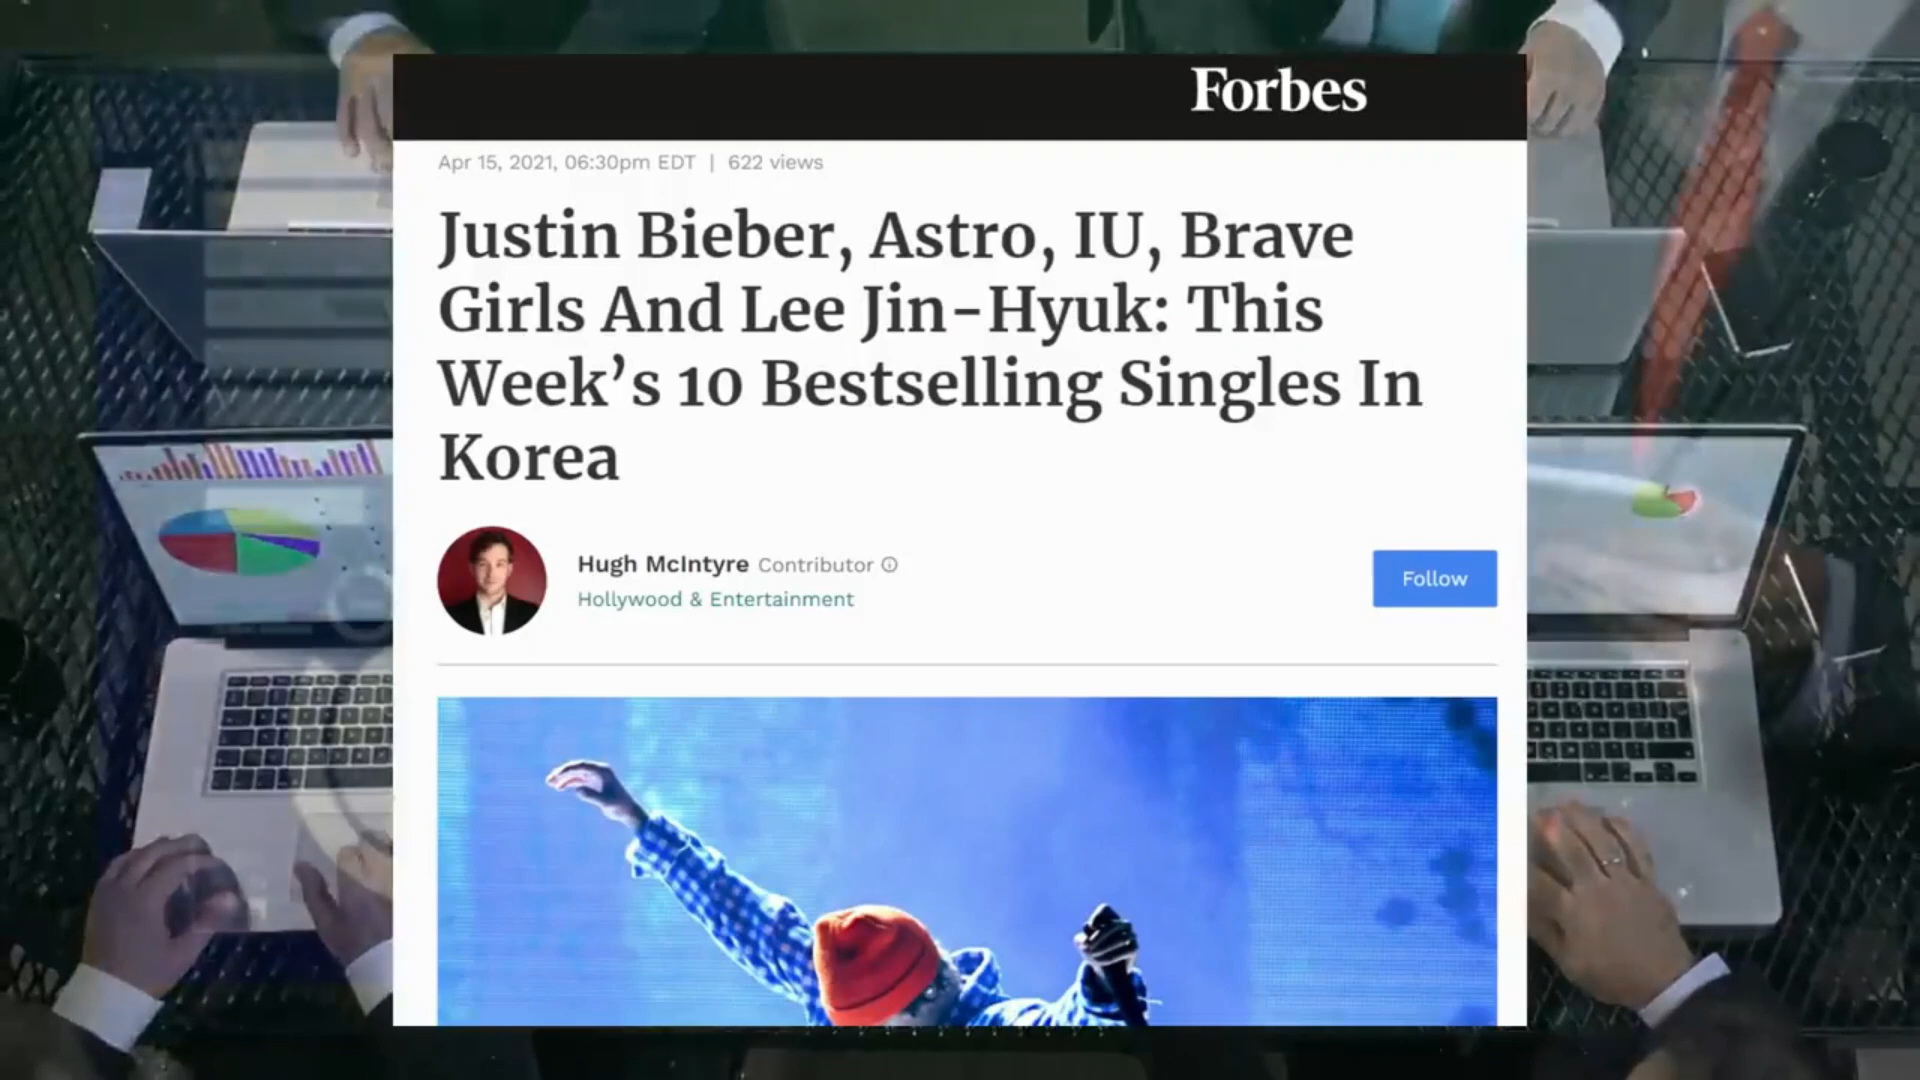 Forbes
Apr 15, 2021, 06:30pm EDT | 622 views
Justin Bieber, Astro, IU, Brave
Girls And Lee Jin-Hyuk: This
Week’s 10 Bestselling Singles In
Korea
Hugh McIntyre Contributor
Hollywood & Entertainment
Follow